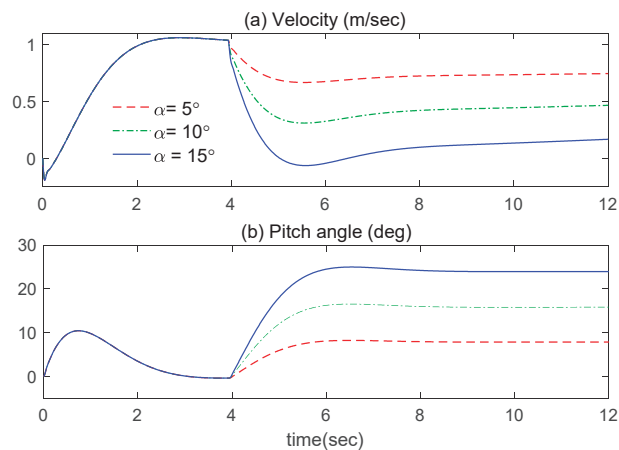 (a) Velocity (m/sec)
1
0.5
0
α= 5°
α= 10°
α = 15°
0 2 4 6 8 10 12
(b) Pitch angle (deg)
30
20
10
0
0 2 4 6 8 10 12
time(sec)